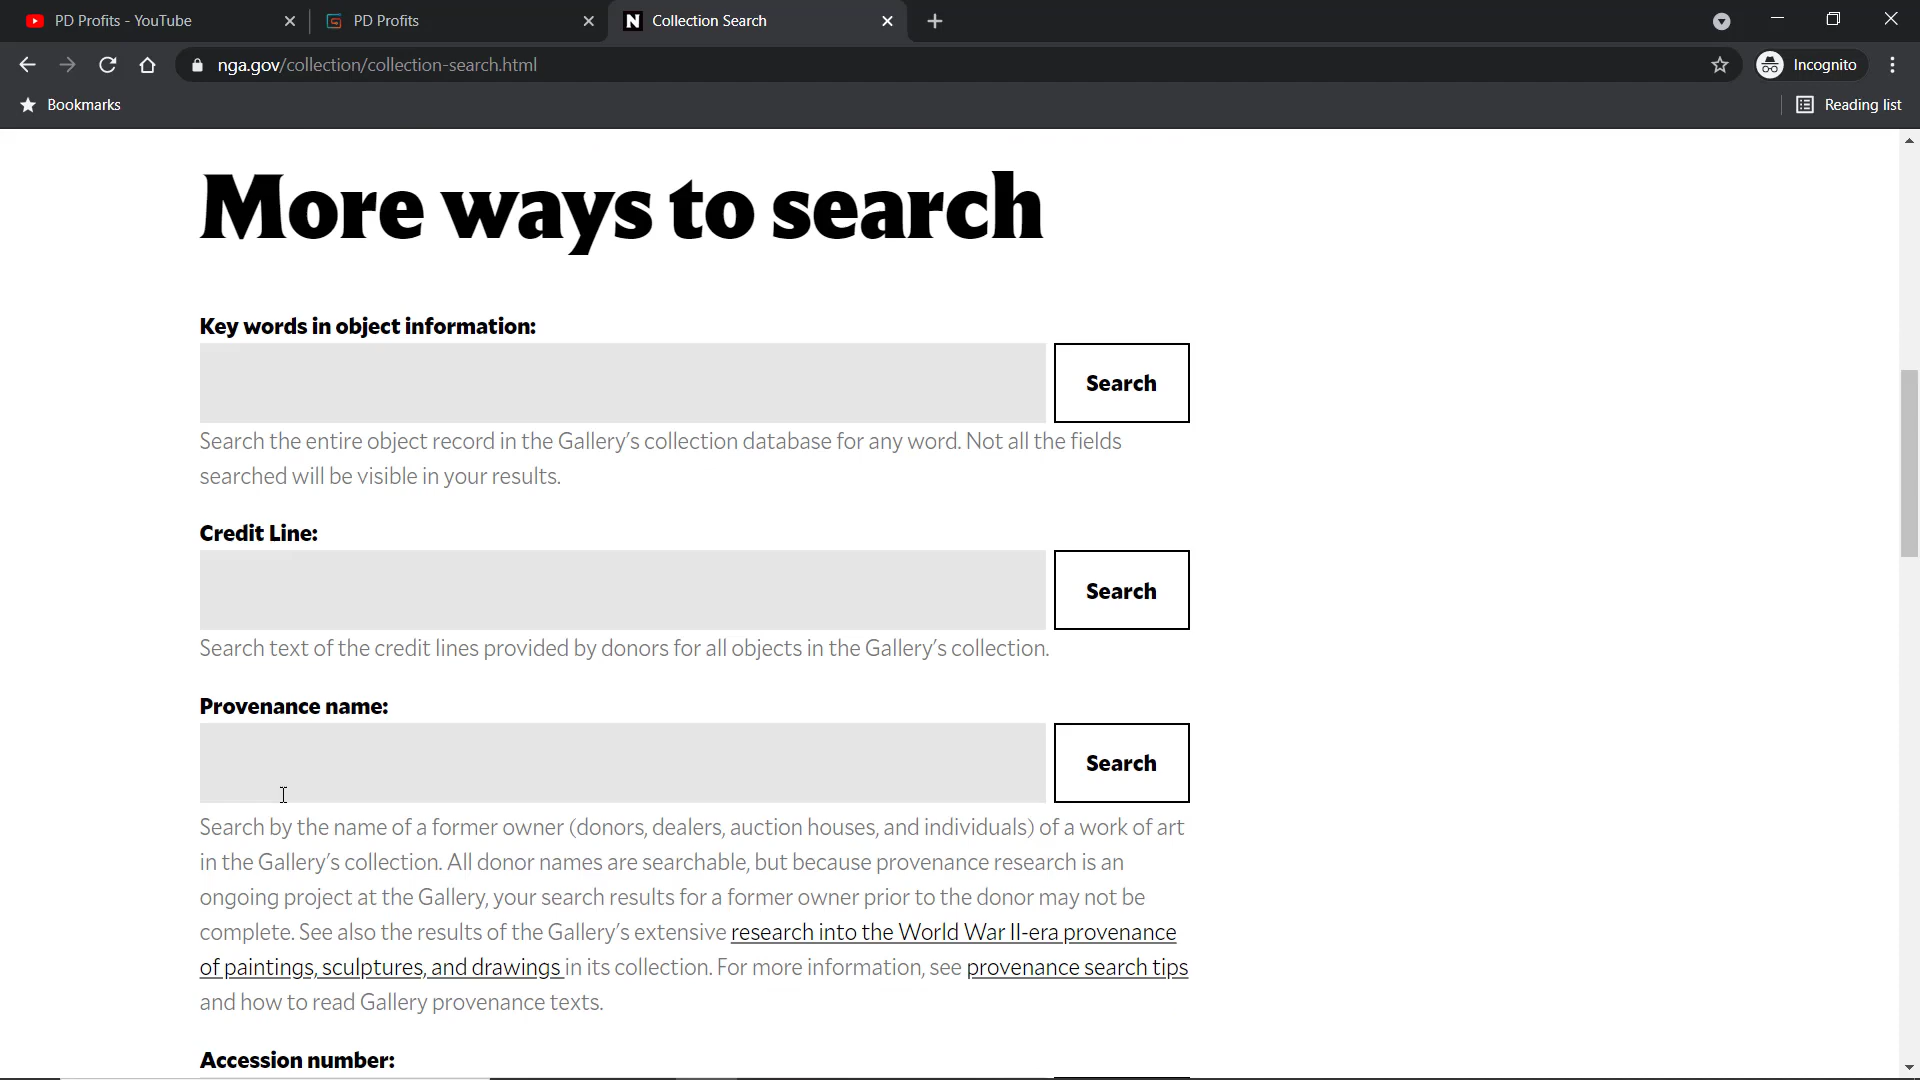 PD Profits - YouTube
PD Profits
Collection Search
nga.gov/collection/collection-search.html
Incognito
Bookmarks
Reading list
More ways to search
Key words in object information:
Search
Search the entire object record in the Gallery's collection database for any word. Not all the fields
searched will be visible in your results.
Credit Line:
Search
Search text of the credit lines provided by donors for all objects in the Gallery's collection.
Provenance name:
Search
Search by the name of a former owner (donors, dealers, auction houses, and individuals) of a work of art
in the Gallery's collection. All donor names are searchable, but because provenance research is an
ongoing project at the Gallery, your search results for a former owner prior to the donor may not be
complete. See also the results of the Gallery's extensive research into the World War II-era provenance
of paintings, sculptures, and drawings in its collection. For more information, see provenance search tips
and how to read Gallery provenance texts.
Accession number: